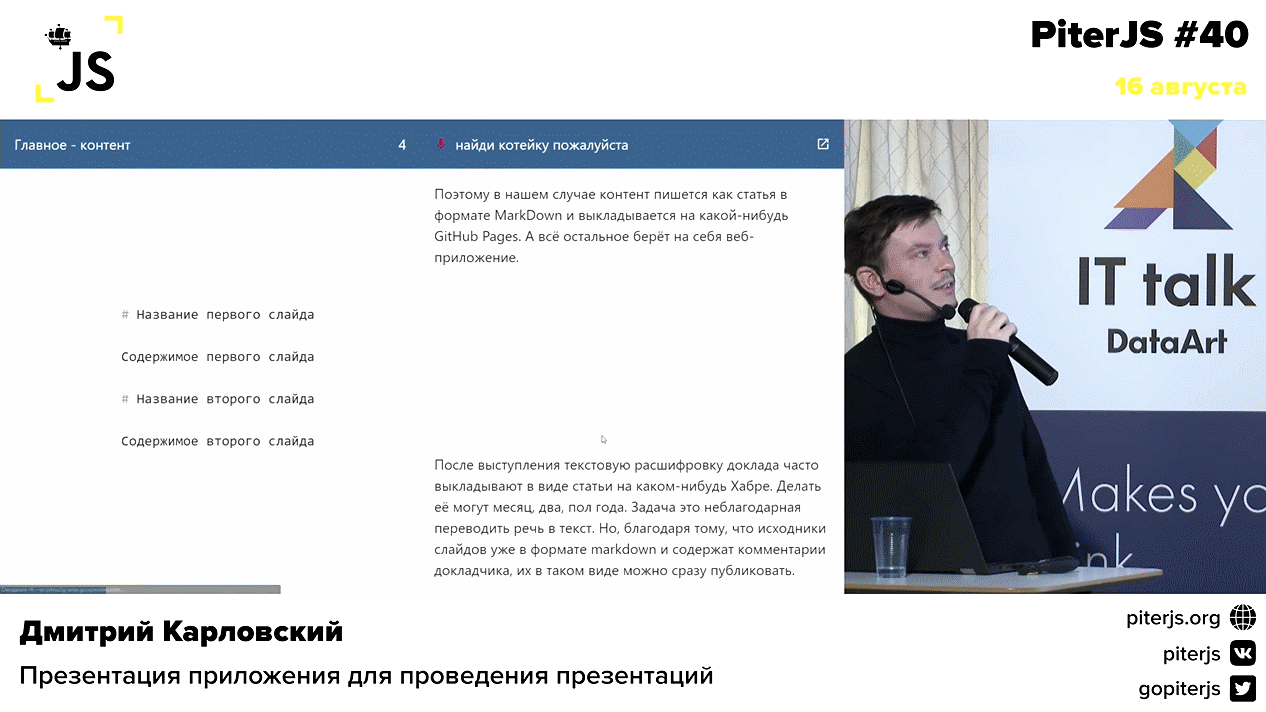 JS
PiterJS #40
16 августа
Главное - контент
4
найди котейку пожалуйста
Поэтому в нашем случае контент пишется как статья в
формате MarkDown и выкладывается на какой-нибудь
GitHub Pages. А всё остальное берёт на себя веб-
приложение.
# Название первого слайда
Содержимое первого слайда
# Название второго слайда
Содержимое второго слайда
После выступления текстовую расшифровку доклада часто
выкладывают в виде статьи на каком-нибудь Хабре. Делать
её могут месяц, два, пол года. Задача это неблагодарная
переводить речь в текст. Но, благодаря тому, что исходники
слайдов уже в формате markdown и содержат комментарии
докладчика, их в таком виде можно сразу публиковать.
IT talk
DataArt
Makes yo
ink
Дмитрий Карловский
Презентация приложения для проведения презентаций
piterjs.org
piterjs
gopiterjs